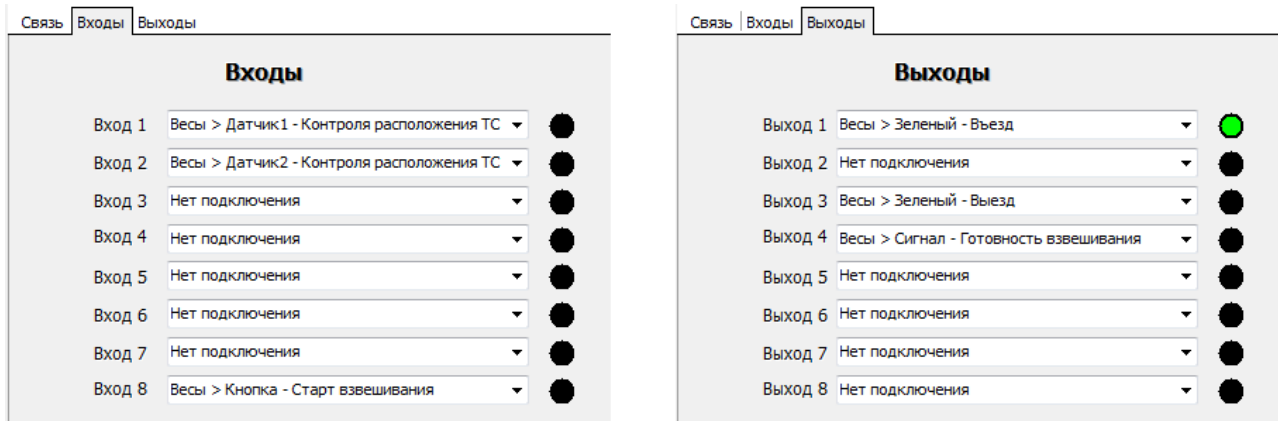 Связь Входы Выходы
Входы
Вход 1 Весы > Датчик1 - Контроля расположения ТС
Вход 2 Весы > Датчик2 - Контроля расположения ТС
Вход 3 Нет подключения
Вход 4 Нет подключения
Вход 5 Нет подключения
Вход 6 Нет подключения
Вход 7 Нет подключения
Вход 8 Весы > Кнопка - Старт взвешивания
Связь Входы Выходы
Выходы
Выход 1 Весы > Зеленый - Въезд
Выход 2 Нет подключения
Выход 3 Весы > Зеленый - Выезд
Выход 4 Весы > Сигнал - Готовность взвешивания
Выход 5 Нет подключения
Выход 6 Нет подключения
Выход 7 Нет подключения
Выход 8 Нет подключения